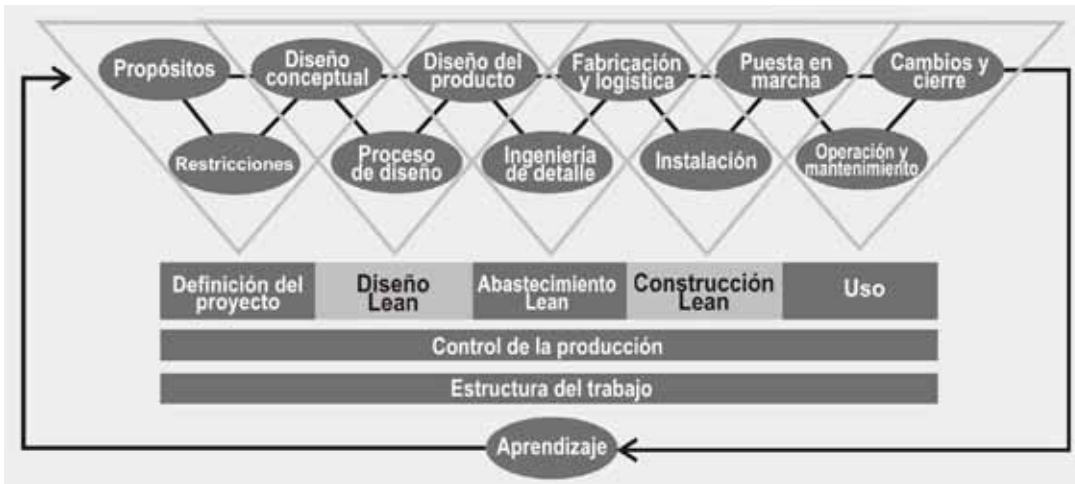 Propósitos
Diseño
conceptual
Diseño del
producto
Fabricación
y logística
Puesta en
marcha
Cambios y
cierre
Restricciones
Proceso
de diseño
Ingeniería
de detalle
Instalación
Operación y
mantenimiento
Definición del
proyecto
Diseño
Lean
Abastecimiento
Lean
Construcción
Lean
Uso
Control de la producción
Estructura del trabajo
Aprendizaje